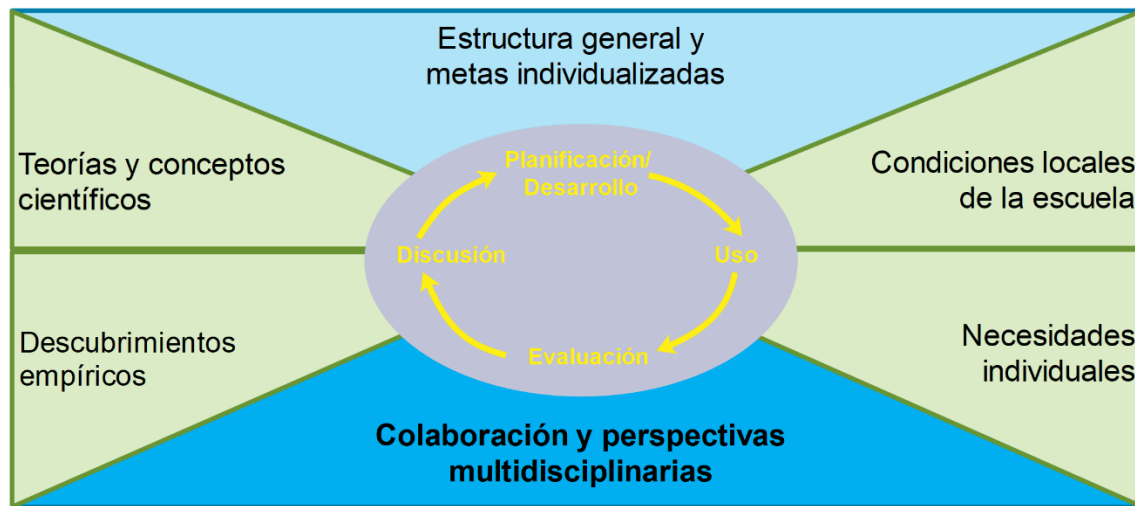 Estructura general y
metas individualizadas
Teorías y conceptos
científicos
Condiciones locales
de la escuela
Planificación/
Desarrollo
Discusión
Uso
Evaluación
Descubrimientos
empíricos
Necesidades
individuales
Colaboración y perspectivas
multidisciplinarias